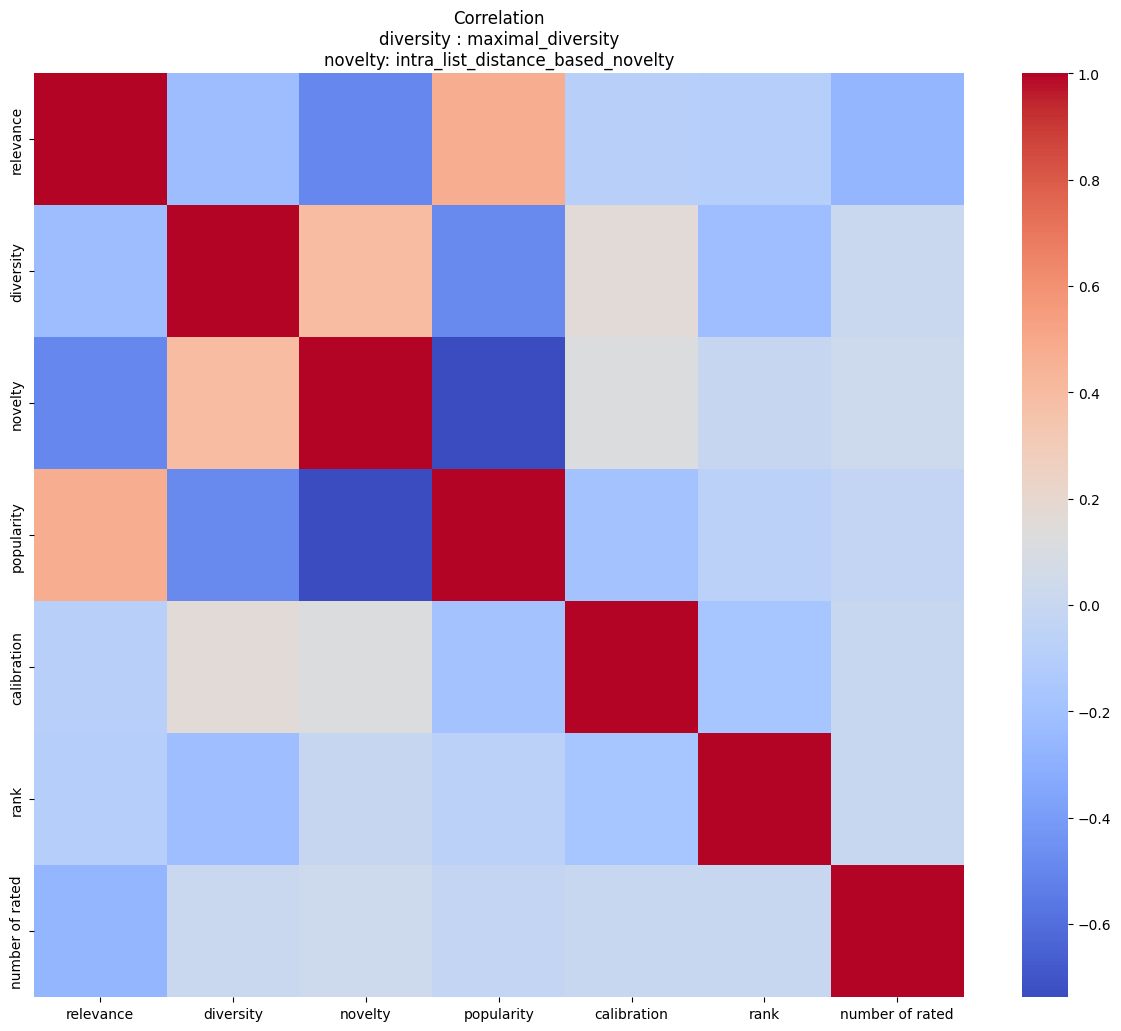 Correlation
diversity : maximal_diversity
novelty: intra_list_distance_based_novelty
relevance
diversity
novelty
popularity
calibration
rank
number of rated
relevance diversity novelty popularity calibration rank number of rated
1.0
0.8
0.6
0.4
0.2
0.0
−0.2
−0.4
−0.6